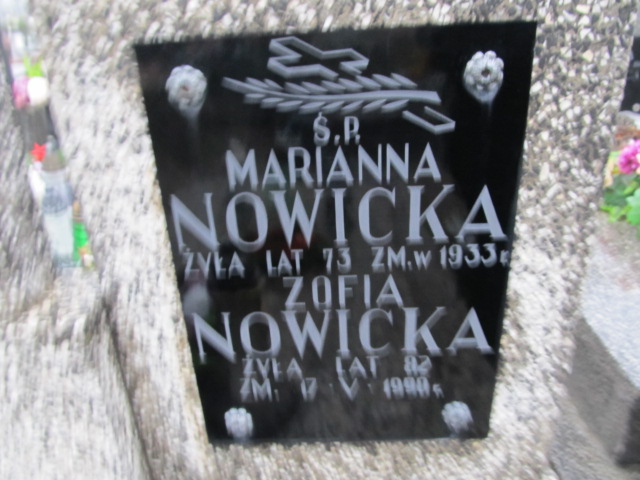 Ś.P.
MARIANNA
NOWICKA
ŻYŁA LAT 73 ZM. W 1933 r.
ZOFIA
NOWICKA
ŻYŁA LAT 82
ZM. 17 · V · 1990 r.